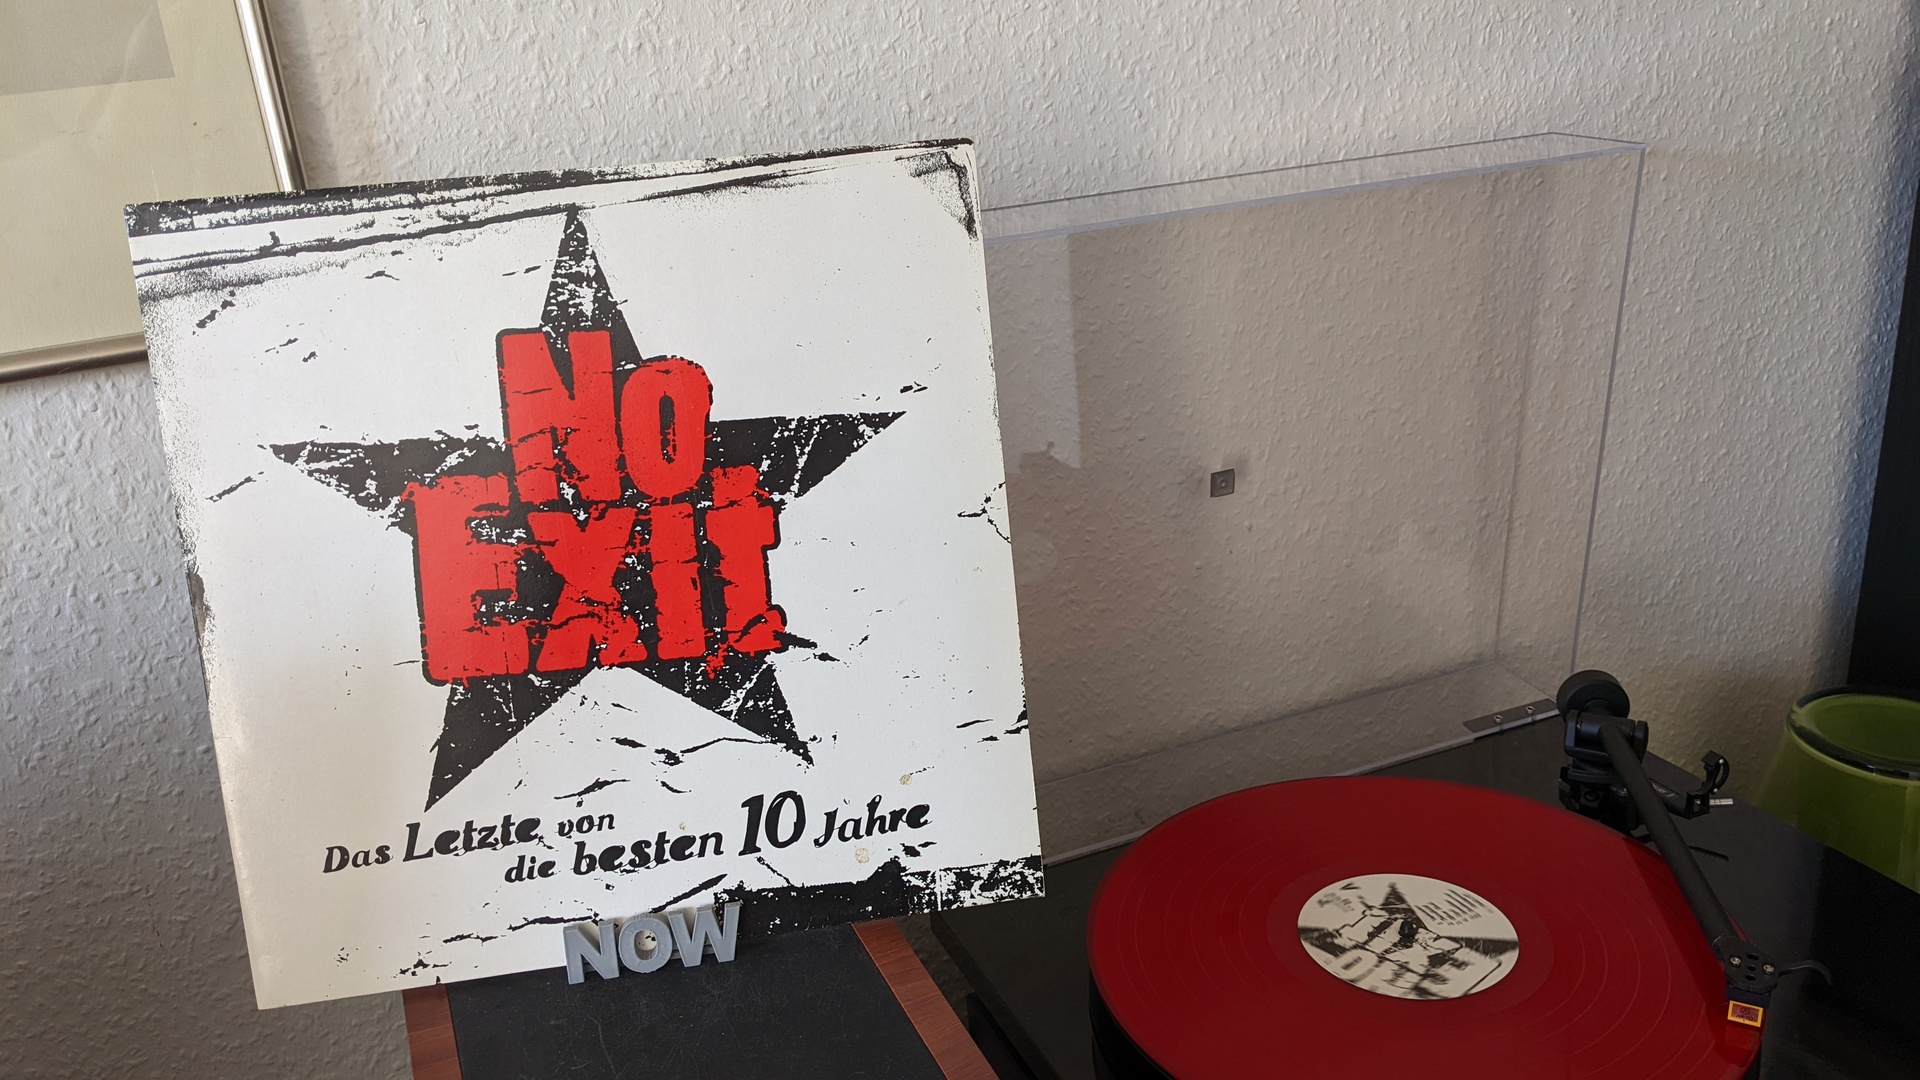 No
Exit
Das Letzte von
die besten 10 Jahre
NOW